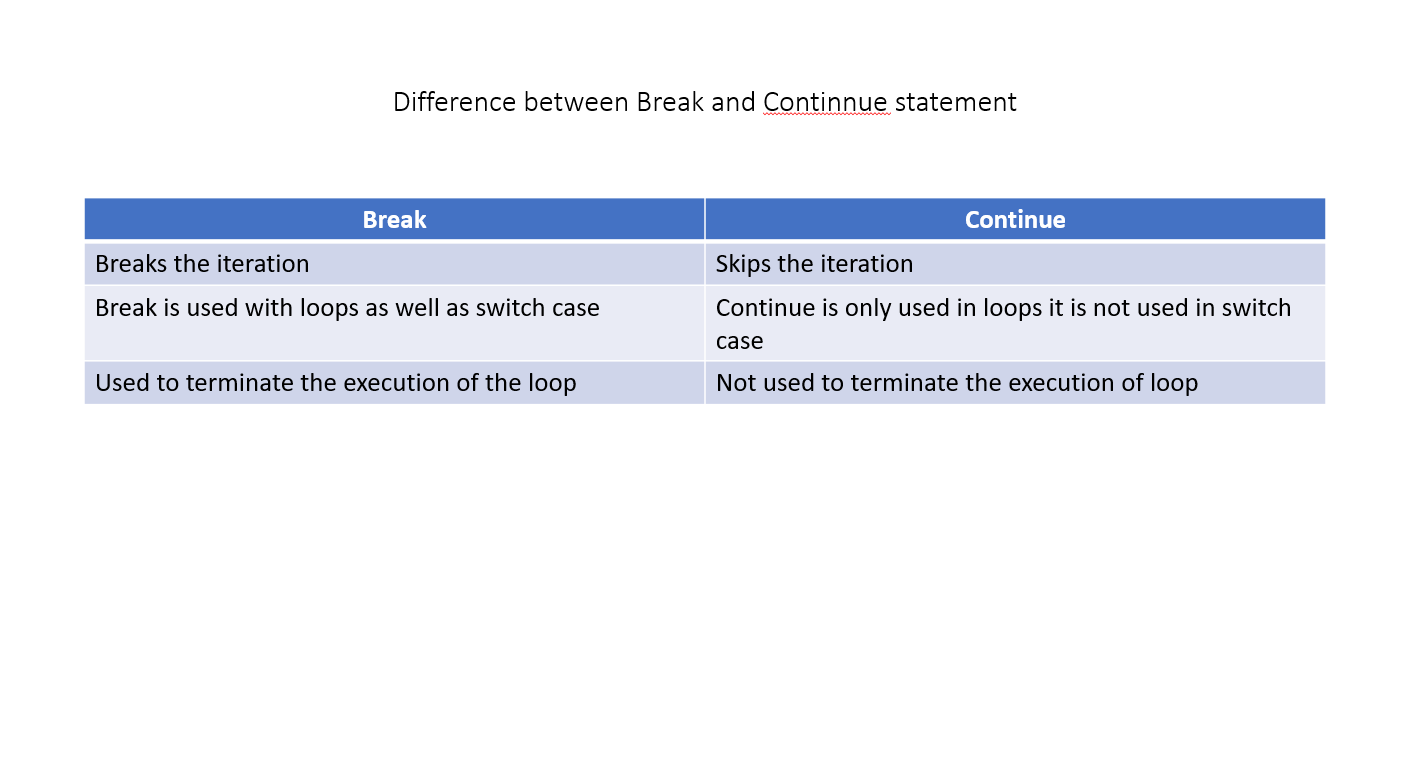 Difference between Break and Continnue statement
Break
Continue
Breaks the iteration
Skips the iteration
Break is used with loops as well as switch case
Continue is only used in loops it is not used in switch
case
Used to terminate the execution of the loop
Not used to terminate the execution of loop